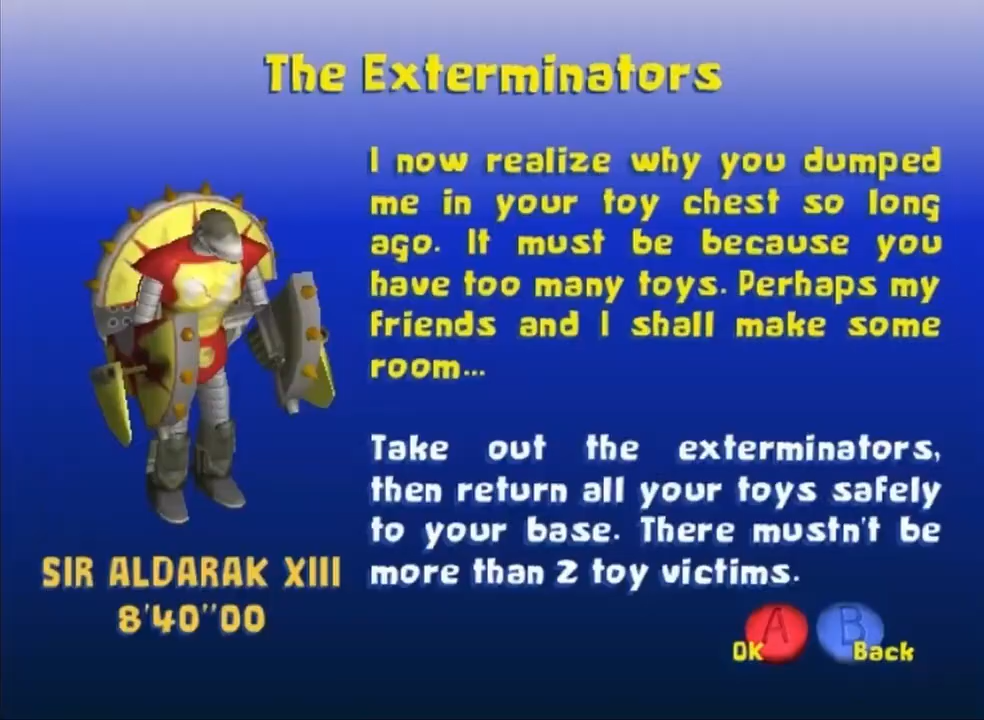 The Exterminators
I now realize why you dumped
me in your toy chest so long
ago. It must be because you
have too many toys. Perhaps my
friends and I shall make some
room...
Take out the exterminators,
then return all your toys safely
to your base. There mustn't be
more than 2 toy victims.
SIR ALDARAK XIII
8'40"00
A B
OK Back